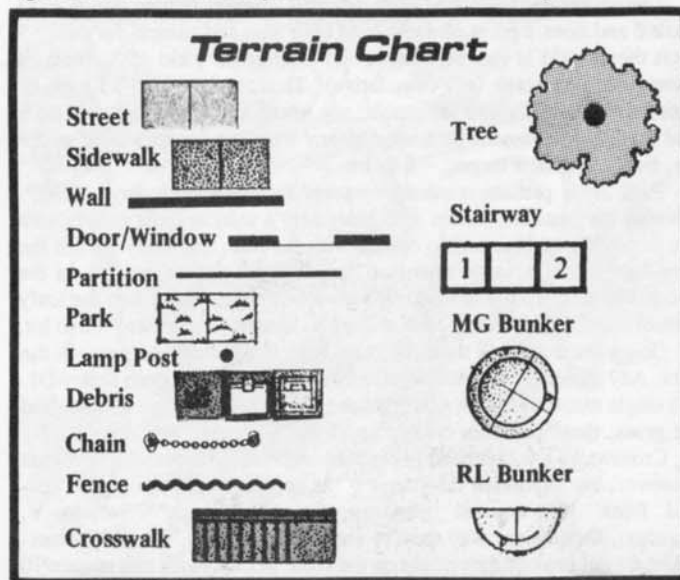 Terrain Chart
Street
Sidewalk
Wall
Door/Window
Partition
Park
Lamp Post
Debris
Chain
Fence
Crosswalk
Tree
Stairway
1 2
MG Bunker
RL Bunker